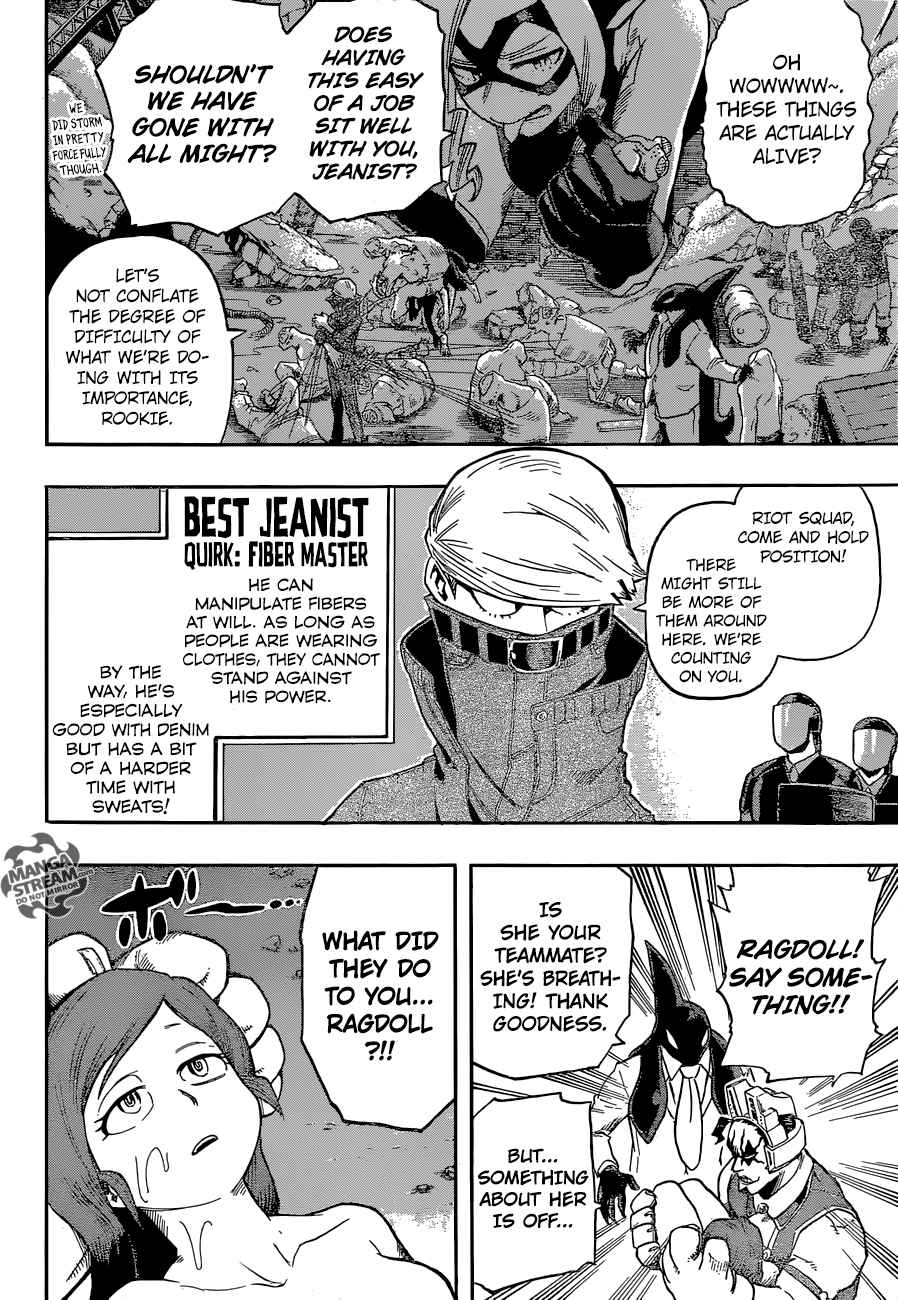 OH
WOWWWW~.
THESE THINGS
ARE ACTUALLY
ALIVE?
DOES
HAVING
THIS EASY
OF A JOB
SIT WELL
WITH YOU,
JEANIST?
SHOULDN'T
WE HAVE
GONE WITH
ALL MIGHT?
WE
DID STORM
IN PRETTY
FORCEFULLY
THOUGH.
LET'S
NOT CONFLATE
THE DEGREE OF
DIFFICULTY OF
WHAT WE'RE DO-
ING WITH ITS
IMPORTANCE,
ROOKIE.
RIOT SQUAD,
COME AND HOLD
POSITION!
THERE
MIGHT STILL
BE MORE OF
THEM AROUND
HERE. WE'RE
COUNTING
ON YOU.
BEST JEANIST
QUIRK: FIBER MASTER
HE CAN
MANIPULATE FIBERS
AT WILL. AS LONG AS
PEOPLE ARE WEARING
CLOTHES, THEY CANNOT
STAND AGAINST
HIS POWER.
BY THE
WAY, HE'S
ESPECIALLY
GOOD WITH DENIM
BUT HAS A BIT
OF A HARDER
TIME WITH
SWEATS!
RAGDOLL!
SAY SOME-
THING!!
IS
SHE YOUR
TEAMMATE?
SHE'S BREATH-
ING! THANK
GOODNESS.
BUT...
SOMETHING
ABOUT HER
IS OFF...
WHAT DID
THEY DO
TO YOU...
RAGDOLL
?!!
ボー
MANGA
STREAM.com
DO NOT MIRROR